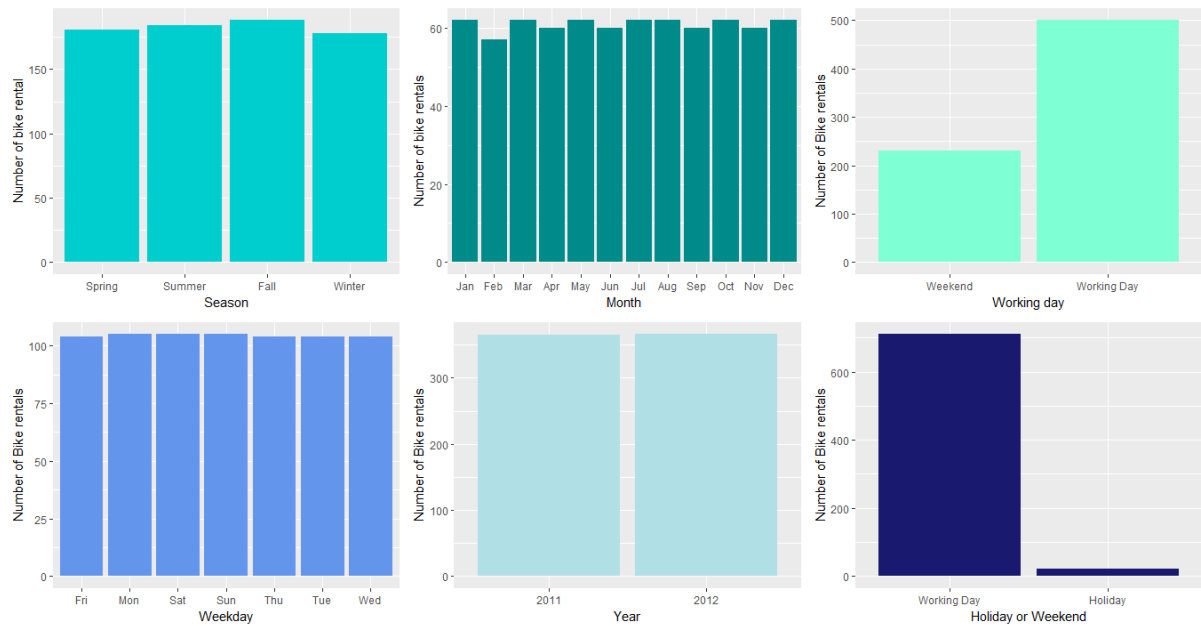 Number of bike rental
150
100
50
0
Spring Summer Fall Winter
Season
Number of bike rentals
60
40
20
0
Jan Feb Mar Apr May Jun Jul Aug Sep Oct Nov Dec
Month
Number of Bike rentals
500
400
300
200
100
0
Weekend Working Day
Working day
Number of Bike rentals
100
75
50
25
0
Fri Mon Sat Sun Thu Tue Wed
Weekday
Number of Bike rentals
300
200
100
0
2011 2012
Year
Number of Bike rentals
600
400
200
0
Working Day Holiday
Holiday or Weekend